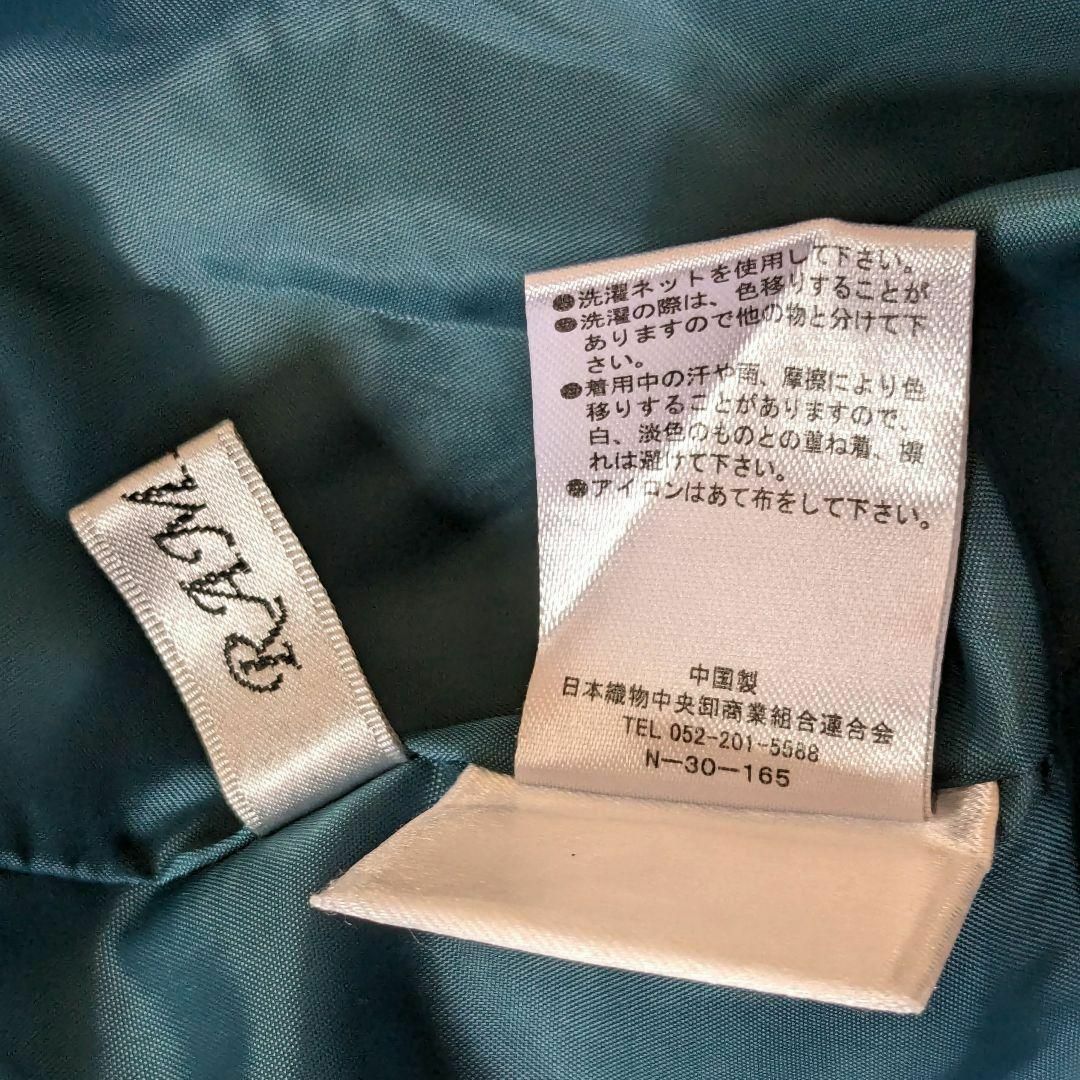 ●洗濯ネットを使用して下さい。
●洗濯の際は、色移りすることが
ありますので他の物と分けて下
さい。
●着用中の汗や雨、摩擦により色
移りすることがありますので、
白、淡色のものとの重ね着、擦
れは避けて下さい。
●アイロンはあて布をして下さい。
中国製
日本織物中央卸商業組合連合会
TEL 052-201-5588
N-30-165
RAM